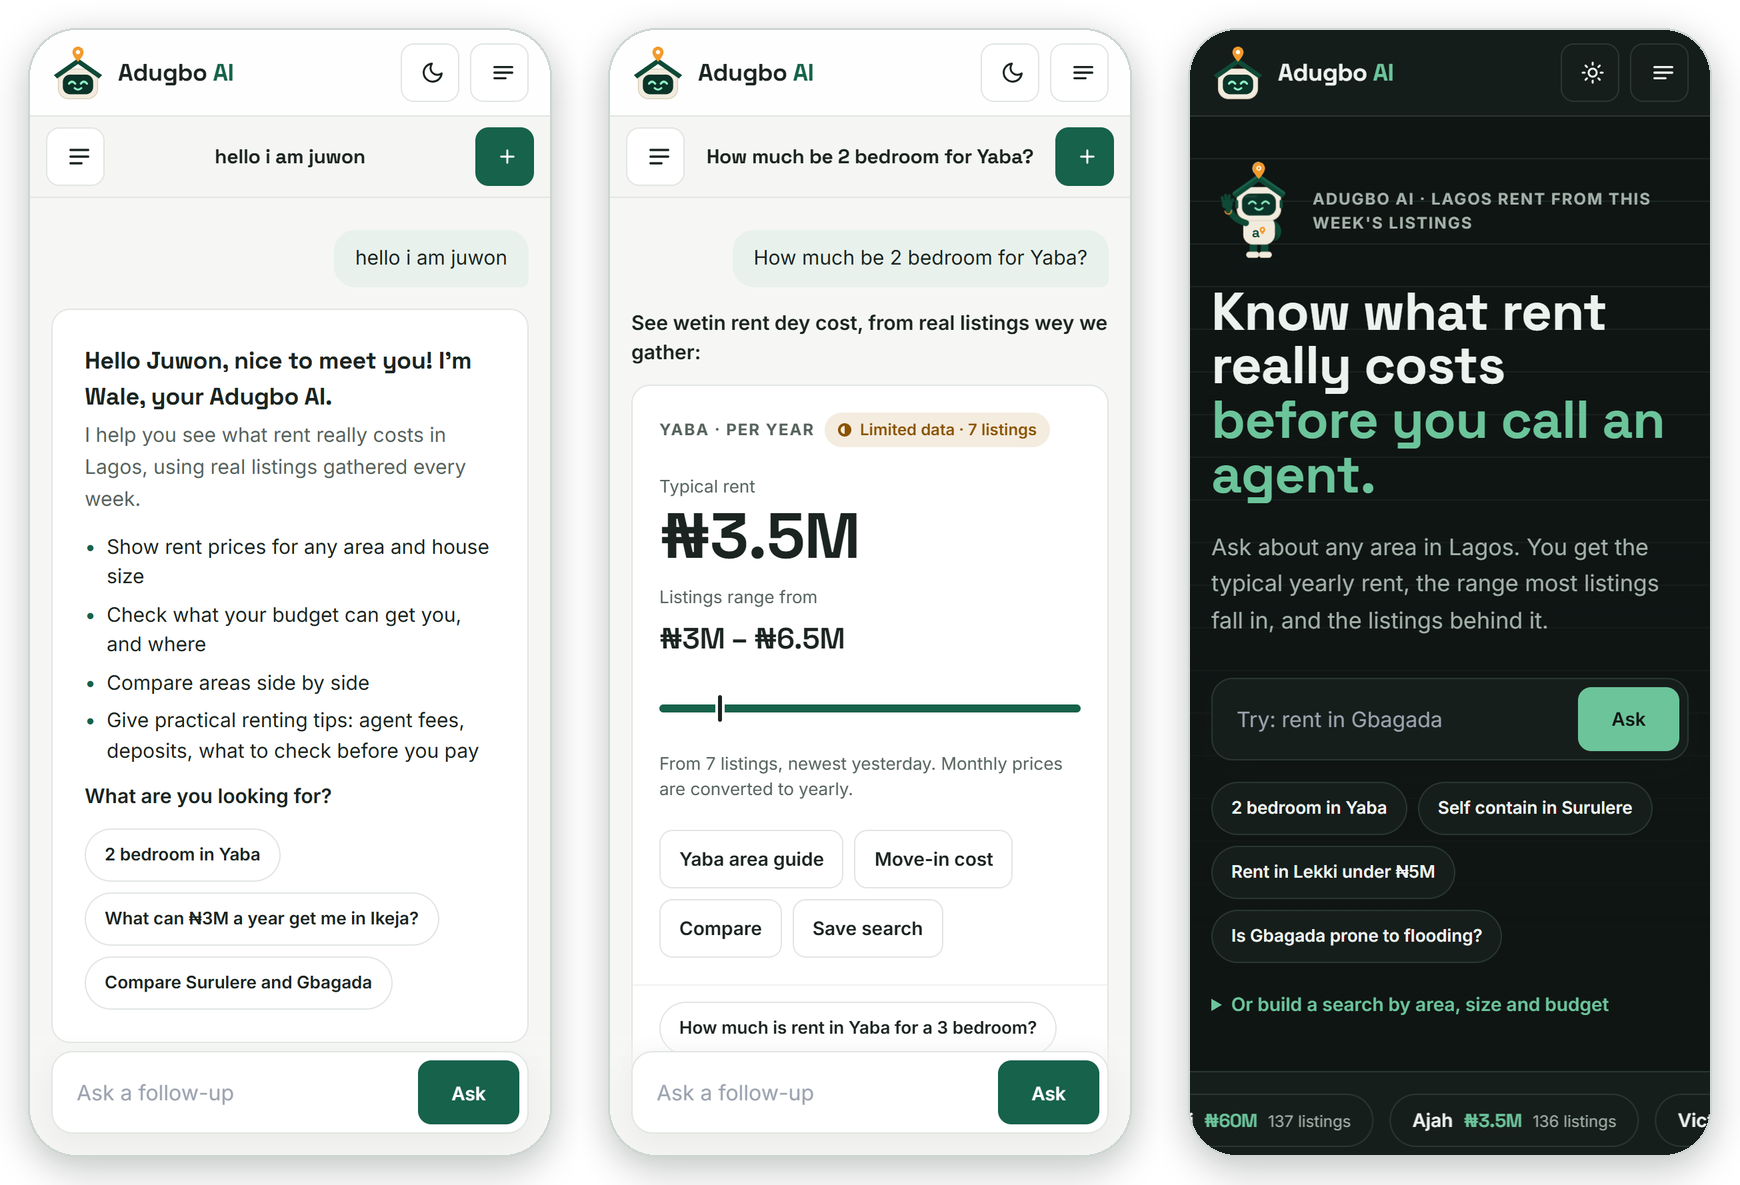 Adugbo AI
hello i am juwon
hello i am juwon
Hello Juwon, nice to meet you! I'm
Wale, your Adugbo AI.
I help you see what rent really costs in
Lagos, using real listings gathered every
week.
• Show rent prices for any area and house
size
• Check what your budget can get you,
and where
• Compare areas side by side
• Give practical renting tips: agent fees,
deposits, what to check before you pay
What are you looking for?
2 bedroom in Yaba
What can ₦3M a year get me in Ikeja?
Compare Surulere and Gbagada
Ask a follow-up
Ask
Adugbo AI
How much be 2 bedroom for Yaba?
How much be 2 bedroom for Yaba?
See wetin rent dey cost, from real listings wey we
gather:
YABA · PER YEAR
Limited data · 7 listings
Typical rent
₦3.5M
Listings range from
₦3M – ₦6.5M
From 7 listings, newest yesterday. Monthly prices
are converted to yearly.
Yaba area guide
Move-in cost
Compare
Save search
How much is rent in Yaba for a 3 bedroom?
Ask a follow-up
Ask
Adugbo AI
a
ADUGBO AI · LAGOS RENT FROM THIS
WEEK'S LISTINGS
Know what rent
really costs
before you call an
agent.
Ask about any area in Lagos. You get the
typical yearly rent, the range most listings
fall in, and the listings behind it.
Try: rent in Gbagada
Ask
2 bedroom in Yaba
Self contain in Surulere
Rent in Lekki under ₦5M
Is Gbagada prone to flooding?
Or build a search by area, size and budget
₦60M 137 listings
Ajah ₦3.5M 136 listings